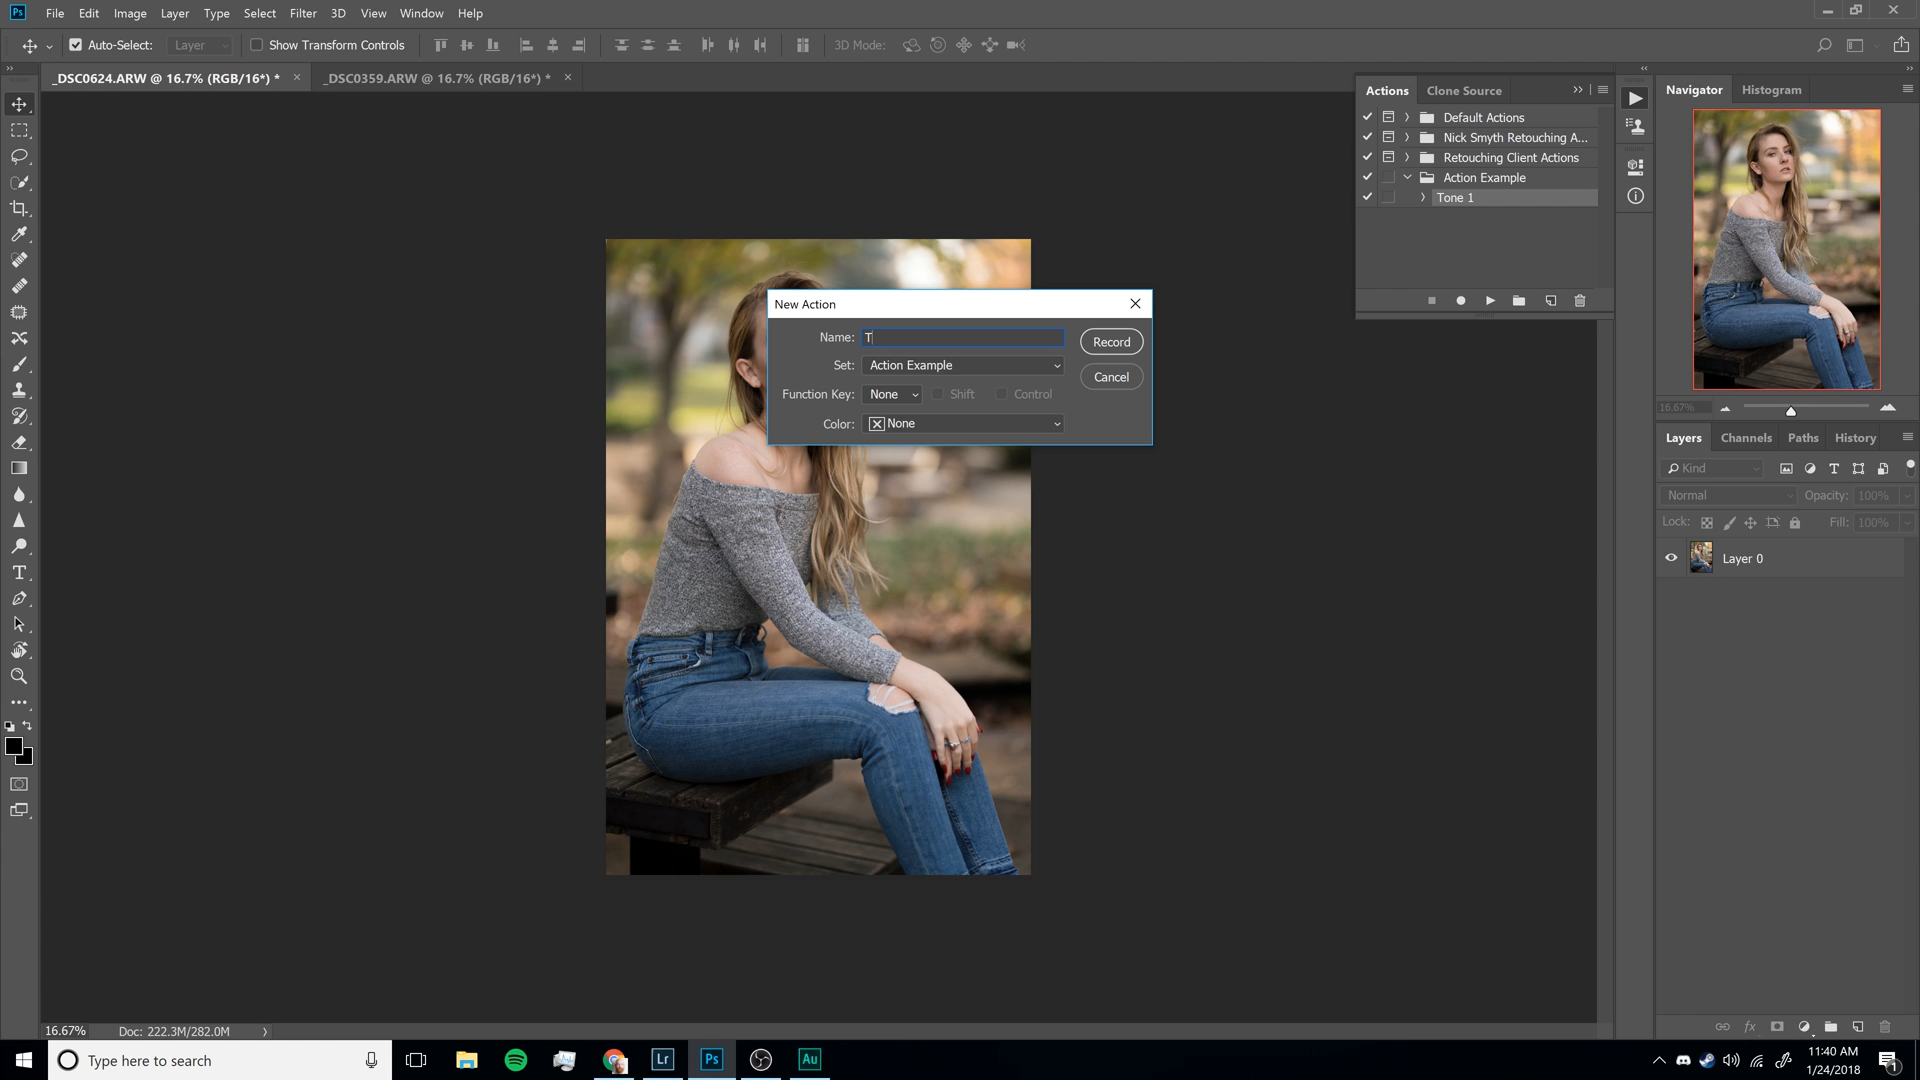 Ps File Edit Image Layer Type Select Filter 3D View Window Help
Auto-Select: Layer Show Transform Controls 3D Mode:
_DSC0624.ARW @ 16.7% (RGB/16*) * × _DSC0359.ARW @ 16.7% (RGB/16*) * ×
Actions Clone Source
Default Actions
Nick Smyth Retouching A...
Retouching Client Actions
Action Example
Tone 1
Navigator Histogram
16.67%
New Action
Name: T
Record
Set: Action Example
Cancel
Function Key: None Shift Control
Color: None
Layers Channels Paths History
Kind
Normal Opacity: 100%
Lock: Fill: 100%
Layer 0
fx
16.67% Doc: 222.3M/282.0M
Type here to search
Lr Ps Au
11:40 AM
1/24/2018
1